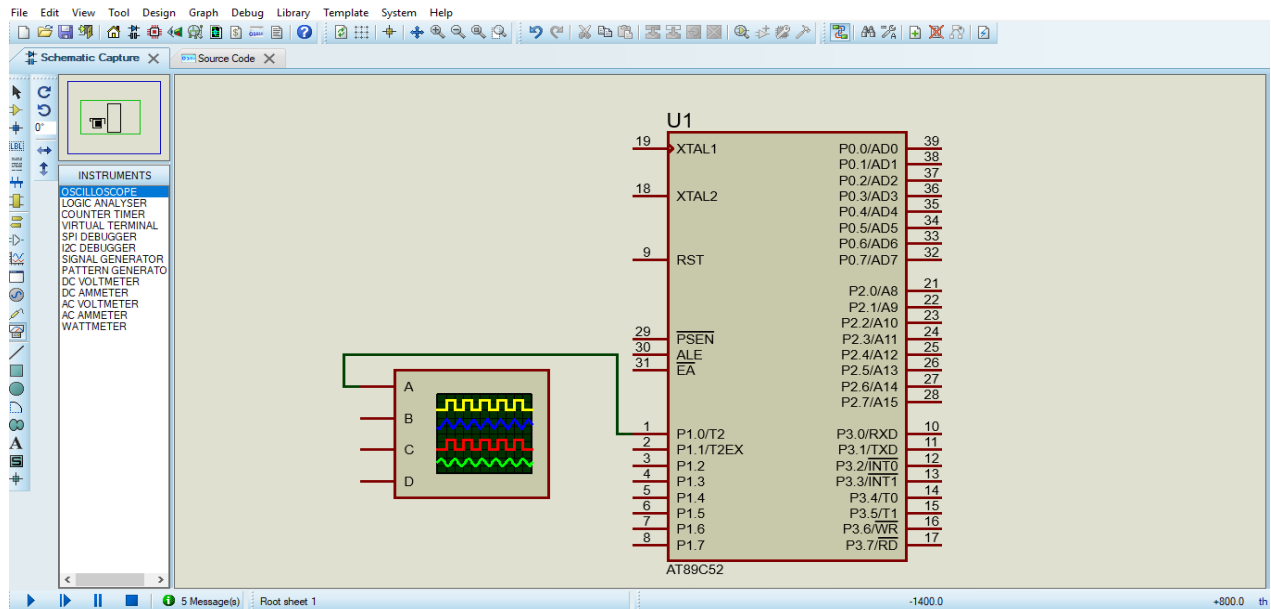 File Edit View Tool Design Graph Debug Library Template System Help
Schematic Capture
Source Code
0°
LBL
INSTRUMENTS
OSCILLOSCOPE
LOGIC ANALYSER
COUNTER TIMER
VIRTUAL TERMINAL
SPI DEBUGGER
I2C DEBUGGER
SIGNAL GENERATOR
PATTERN GENERATO
DC VOLTMETER
DC AMMETER
AC VOLTMETER
AC AMMETER
WATTMETER
A
B
C
D
U1
19 XTAL1
18 XTAL2
9 RST
29 PSEN
30 ALE
31 EA
1 P1.0/T2
2 P1.1/T2EX
3 P1.2
4 P1.3
5 P1.4
6 P1.5
7 P1.6
8 P1.7
P0.0/AD0 39
P0.1/AD1 38
P0.2/AD2 37
P0.3/AD3 36
P0.4/AD4 35
P0.5/AD5 34
P0.6/AD6 33
P0.7/AD7 32
P2.0/A8 21
P2.1/A9 22
P2.2/A10 23
P2.3/A11 24
P2.4/A12 25
P2.5/A13 26
P2.6/A14 27
P2.7/A15 28
P3.0/RXD 10
P3.1/TXD 11
P3.2/INT0 12
P3.3/INT1 13
P3.4/T0 14
P3.5/T1 15
P3.6/WR 16
P3.7/RD 17
AT89C52
5 Message(s) Root sheet 1 -1400.0 +800.0 th